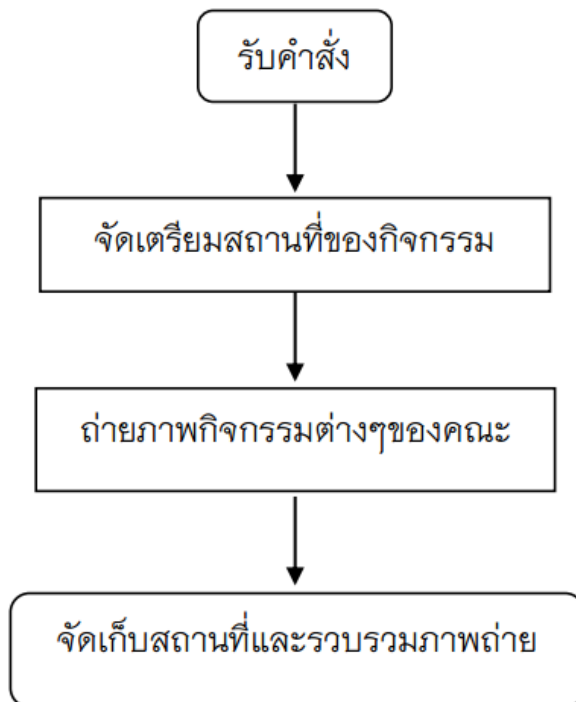 รับคำสั่ง
จัดเตรียมสถานที่ของกิจกรรม
ถ่ายภาพกิจกรรมต่างๆของคณะ
จัดเก็บสถานที่และรวบรวมภาพถ่าย